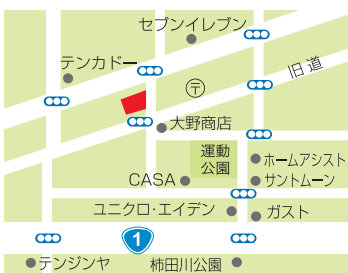 セブンイレブン
テンカドー
旧道
〒
大野商店
運動
公園
ホームアシスト
CASA
サントムーン
ユニクロ・エイデン
ガスト
1
テンジンヤ
柿田川公園